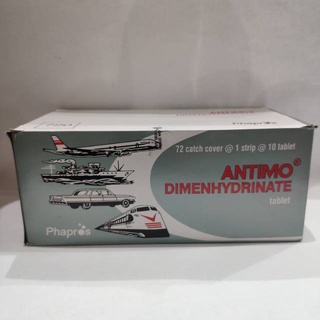 72 catch cover @ 1 strip @ 10 tablet
ANTIMO®
DIMENHYDRINATE
tablet
Phapros